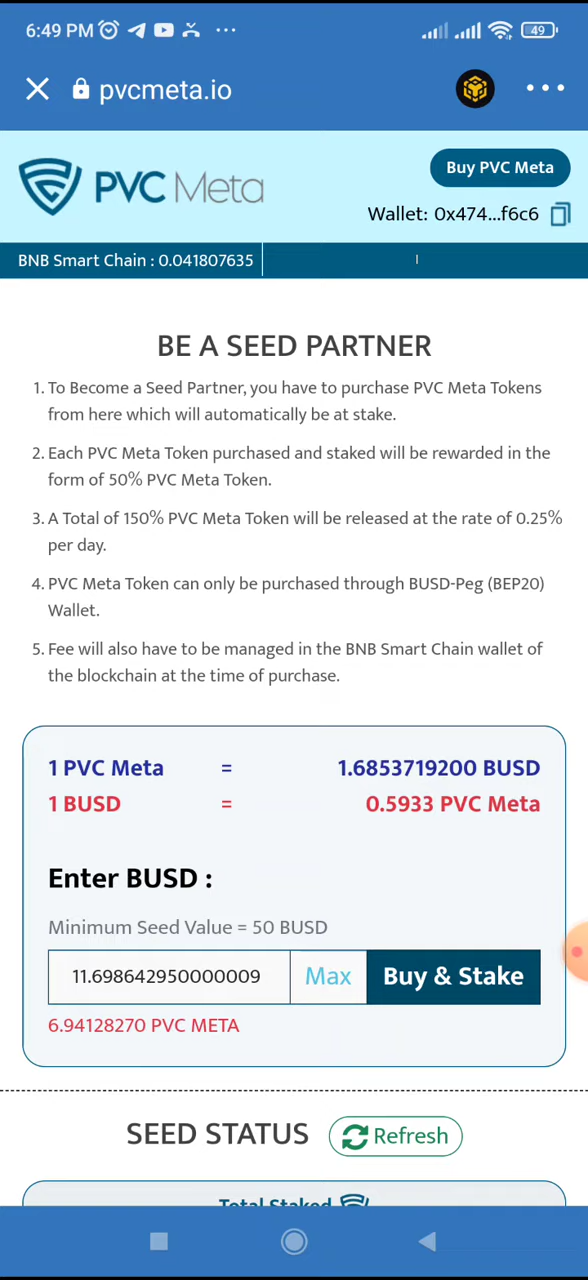 6:49 PM
49
pvcmeta.io
PVC Meta
Buy PVC Meta
Wallet: 0x474...f6c6
BNB Smart Chain : 0.041807635
BE A SEED PARTNER
1. To Become a Seed Partner, you have to purchase PVC Meta Tokens
from here which will automatically be at stake.
2. Each PVC Meta Token purchased and staked will be rewarded in the
form of 50% PVC Meta Token.
3. A Total of 150% PVC Meta Token will be released at the rate of 0.25%
per day.
4. PVC Meta Token can only be purchased through BUSD-Peg (BEP20)
Wallet.
5. Fee will also have to be managed in the BNB Smart Chain wallet of
the blockchain at the time of purchase.
1 PVC Meta = 1.6853719200 BUSD
1 BUSD = 0.5933 PVC Meta
Enter BUSD :
Minimum Seed Value = 50 BUSD
11.698642950000009 Max Buy & Stake
6.94128270 PVC META
SEED STATUS Refresh
Total Staked